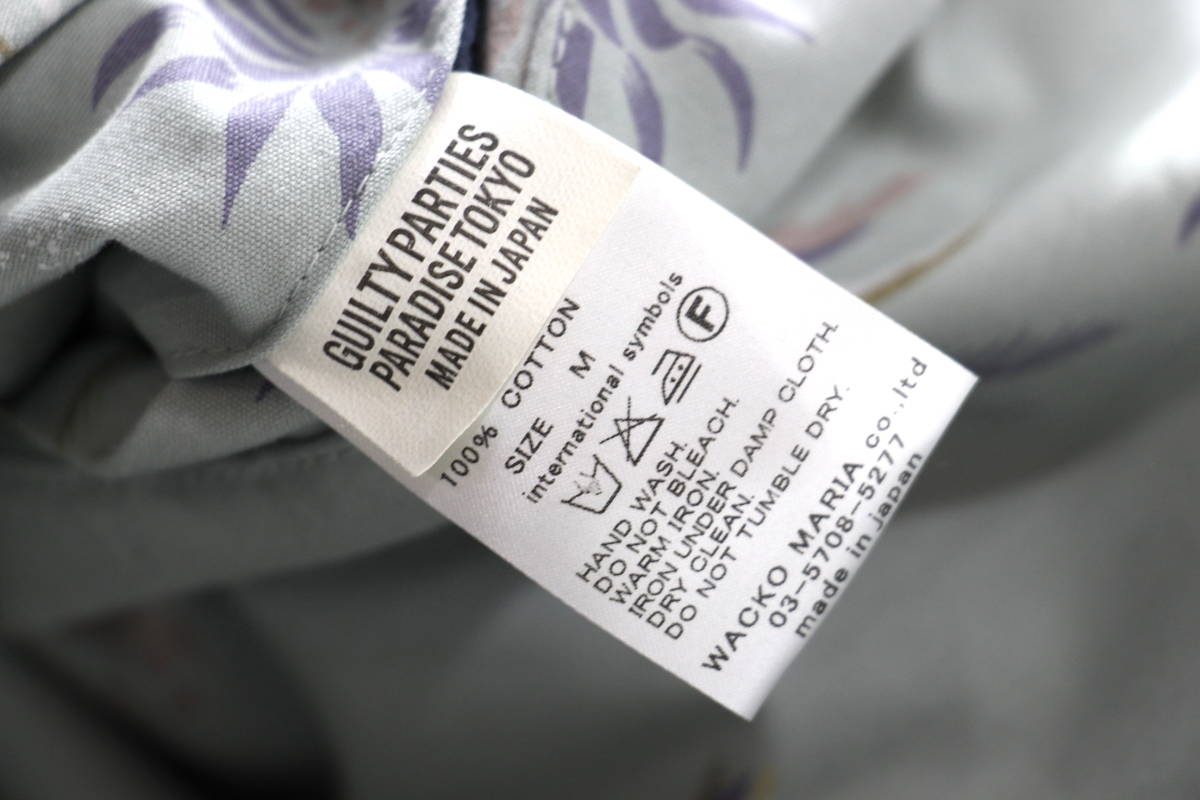 GUILTY PARTIES
PARADISE TOKYO
MADE IN JAPAN
100% COTTON
SIZE M
international symbols
F
HAND WASH.
DO NOT BLEACH.
WARM IRON.
IRON UNDER DAMP CLOTH.
DRY CLEAN.
DO NOT TUMBLE DRY.
WACKO MARIA co.,ltd
03-5708-5277
made in japan